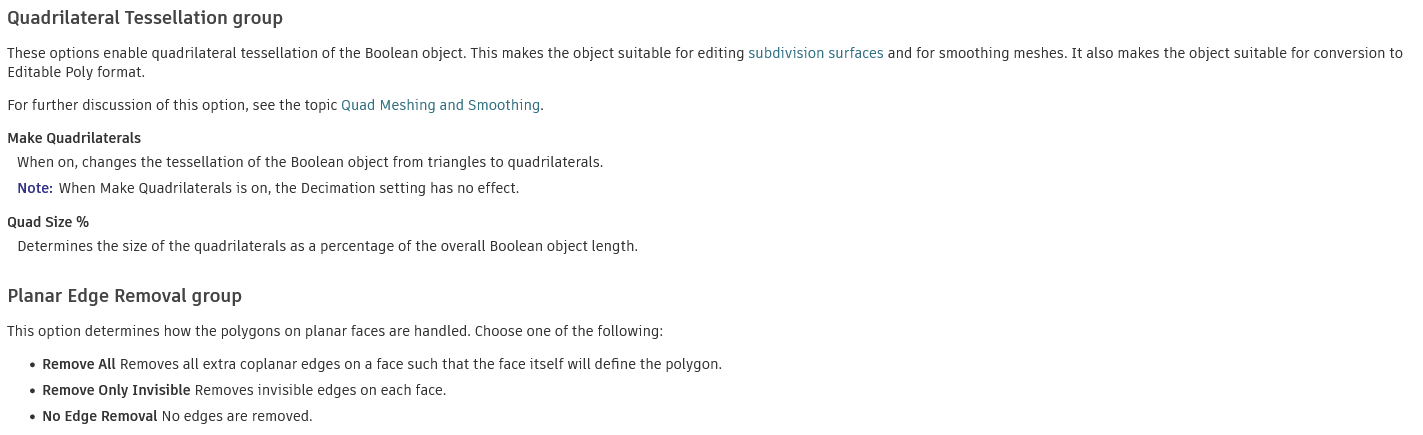 Quadrilateral Tessellation group
These options enable quadrilateral tessellation of the Boolean object. This makes the object suitable for editing subdivision surfaces and for smoothing meshes. It also makes the object suitable for conversion to
Editable Poly format.
For further discussion of this option, see the topic Quad Meshing and Smoothing.
Make Quadrilaterals
When on, changes the tessellation of the Boolean object from triangles to quadrilaterals.
Note: When Make Quadrilaterals is on, the Decimation setting has no effect.
Quad Size %
Determines the size of the quadrilaterals as a percentage of the overall Boolean object length.
Planar Edge Removal group
This option determines how the polygons on planar faces are handled. Choose one of the following:
• Remove All Removes all extra coplanar edges on a face such that the face itself will define the polygon.
• Remove Only Invisible Removes invisible edges on each face.
• No Edge Removal No edges are removed.